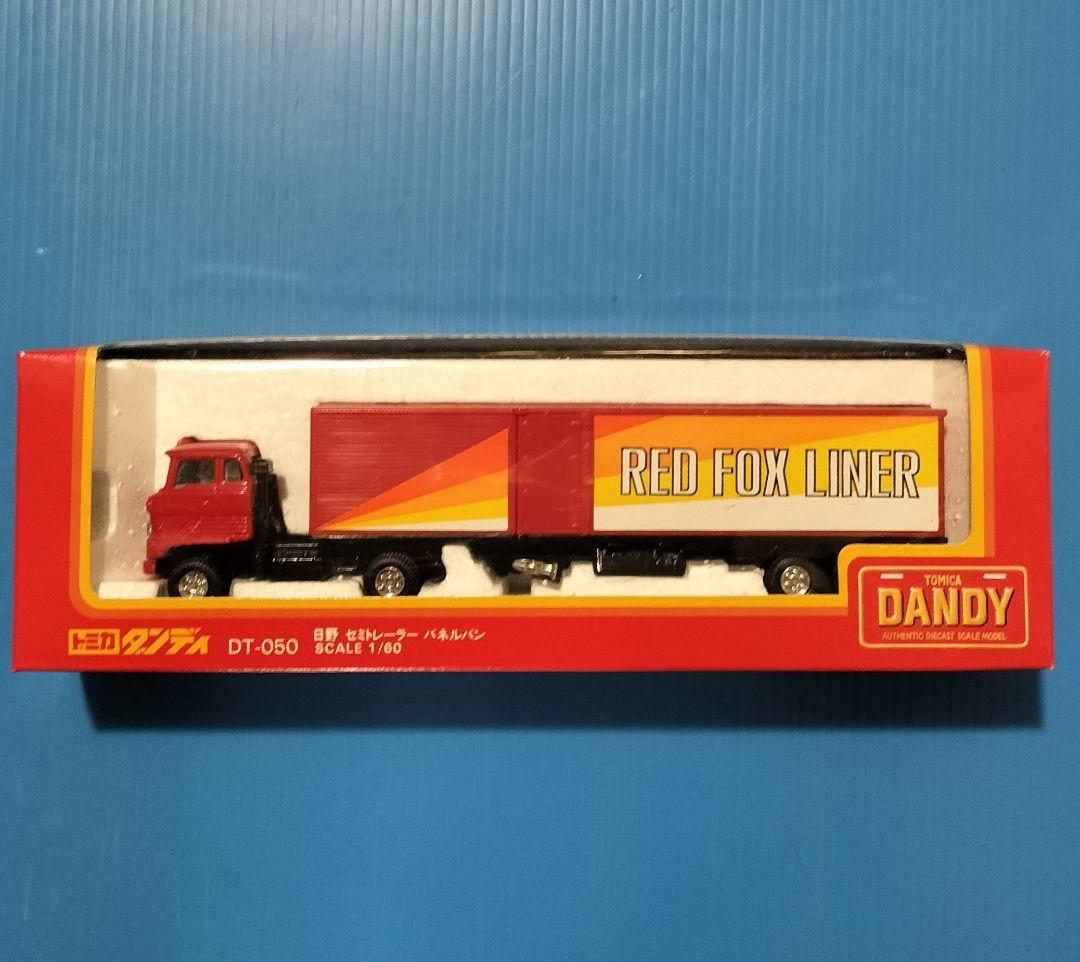 RED FOX LINER
トミカ ダンディ DT-050 日野 セミトレーラー パネルバン
SCALE 1/60
TOMICA
DANDY
AUTHENTIC DIECAST SCALE MODEL